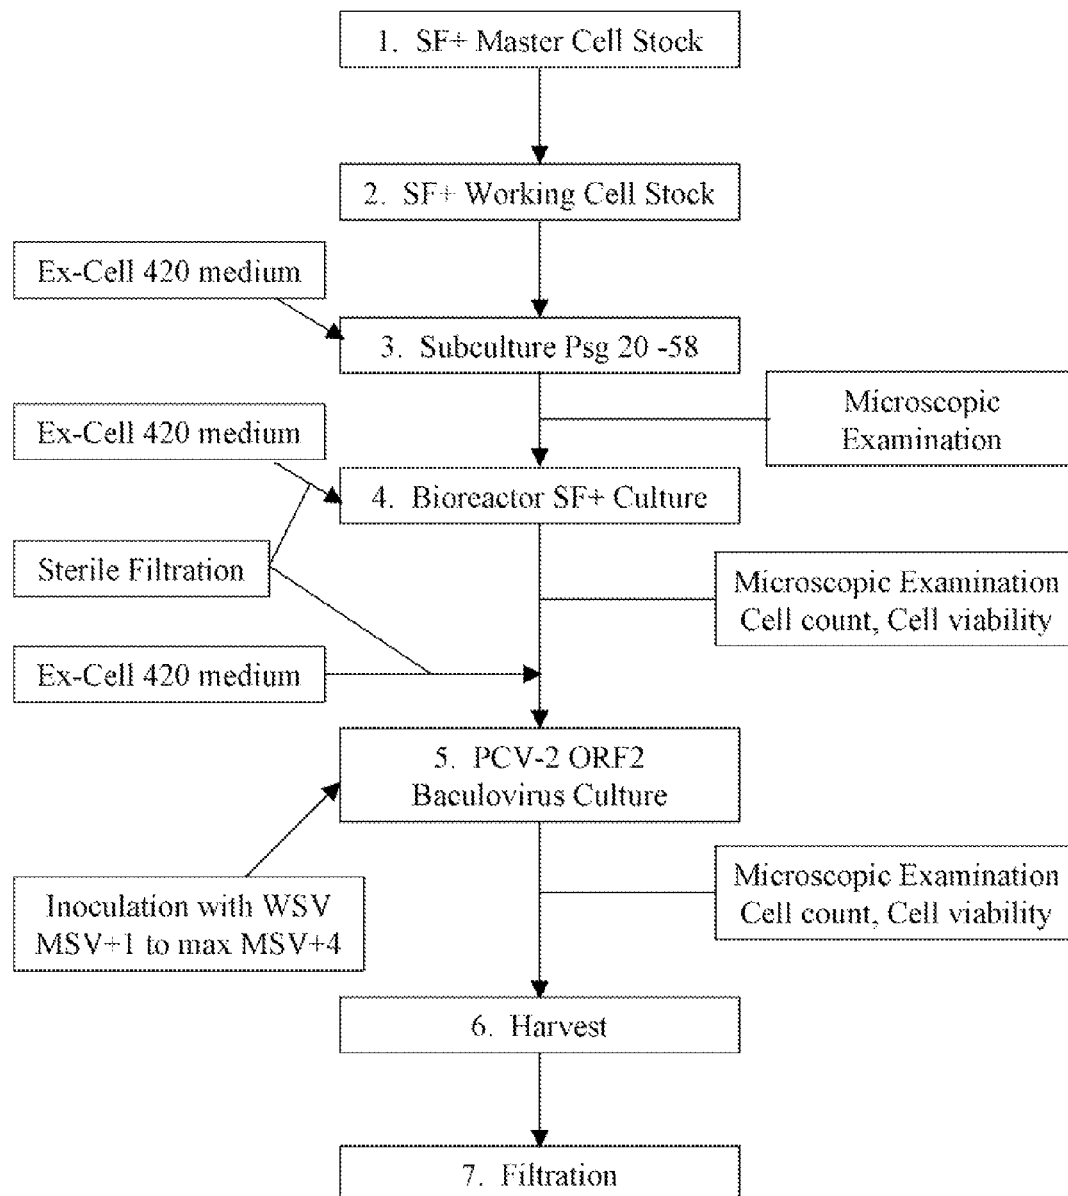 1. SF+ Master Cell Stock
2. SF+ Working Cell Stock
Ex-Cell 420 medium
3. Subculture Psg 20 -58
Microscopic
Examination
Ex-Cell 420 medium
4. Bioreactor SF+ Culture
Sterile Filtration
Microscopic Examination
Cell count, Cell viability
Ex-Cell 420 medium
5. PCV-2 ORF2
Baculovirus Culture
Inoculation with WSV
MSV+1 to max MSV+4
Microscopic Examination
Cell count, Cell viability
6. Harvest
7. Filtration